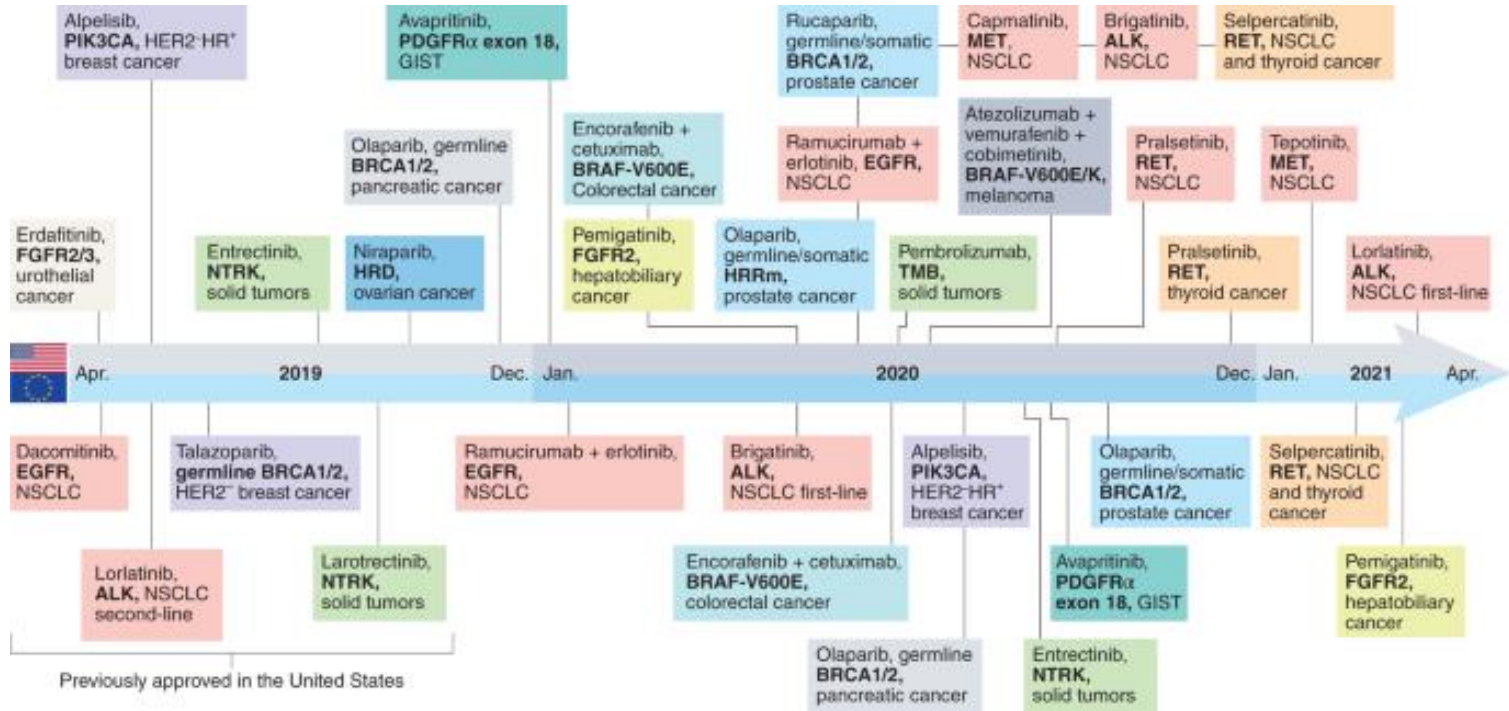 Alpelisib,
PIK3CA, HER2⁻HR⁺
breast cancer
Avapritinib,
PDGFRα exon 18,
GIST
Rucaparib,
germline/somatic
BRCA1/2,
prostate cancer
Capmatinib,
MET,
NSCLC
Brigatinib,
ALK,
NSCLC
Selpercatinib,
RET, NSCLC
and thyroid cancer
Olaparib, germline
BRCA1/2,
pancreatic cancer
Encorafenib +
cetuximab,
BRAF-V600E,
Colorectal cancer
Ramucirumab +
erlotinib, EGFR,
NSCLC
Atezolizumab +
vemurafenib +
cobimetinib,
BRAF-V600E/K,
melanoma
Pralsetinib,
RET,
NSCLC
Tepotinib,
MET,
NSCLC
Erdafitinib,
FGFR2/3,
urothelial
cancer
Entrectinib,
NTRK,
solid tumors
Niraparib,
HRD,
ovarian cancer
Pemigatinib,
FGFR2,
hepatobiliary
cancer
Olaparib,
germline/somatic
HRRm,
prostate cancer
Pembrolizumab,
TMB,
solid tumors
Pralsetinib,
RET,
thyroid cancer
Lorlatinib,
ALK,
NSCLC first-line
Apr. 2019 Dec. Jan. 2020 Dec. Jan. 2021 Apr.
Dacomitinib,
EGFR,
NSCLC
Talazoparib,
germline BRCA1/2,
HER2⁻ breast cancer
Ramucirumab + erlotinib,
EGFR,
NSCLC
Brigatinib,
ALK,
NSCLC first-line
Alpelisib,
PIK3CA,
HER2⁻HR⁺
breast cancer
Olaparib,
germline/somatic
BRCA1/2,
prostate cancer
Selpercatinib,
RET, NSCLC
and thyroid
cancer
Lorlatinib,
ALK, NSCLC
second-line
Larotrectinib,
NTRK,
solid tumors
Encorafenib + cetuximab,
BRAF-V600E,
colorectal cancer
Avapritinib,
PDGFRα
exon 18, GIST
Pemigatinib,
FGFR2,
hepatobiliary
cancer
Olaparib, germline
BRCA1/2,
pancreatic cancer
Entrectinib,
NTRK,
solid tumors
Previously approved in the United States